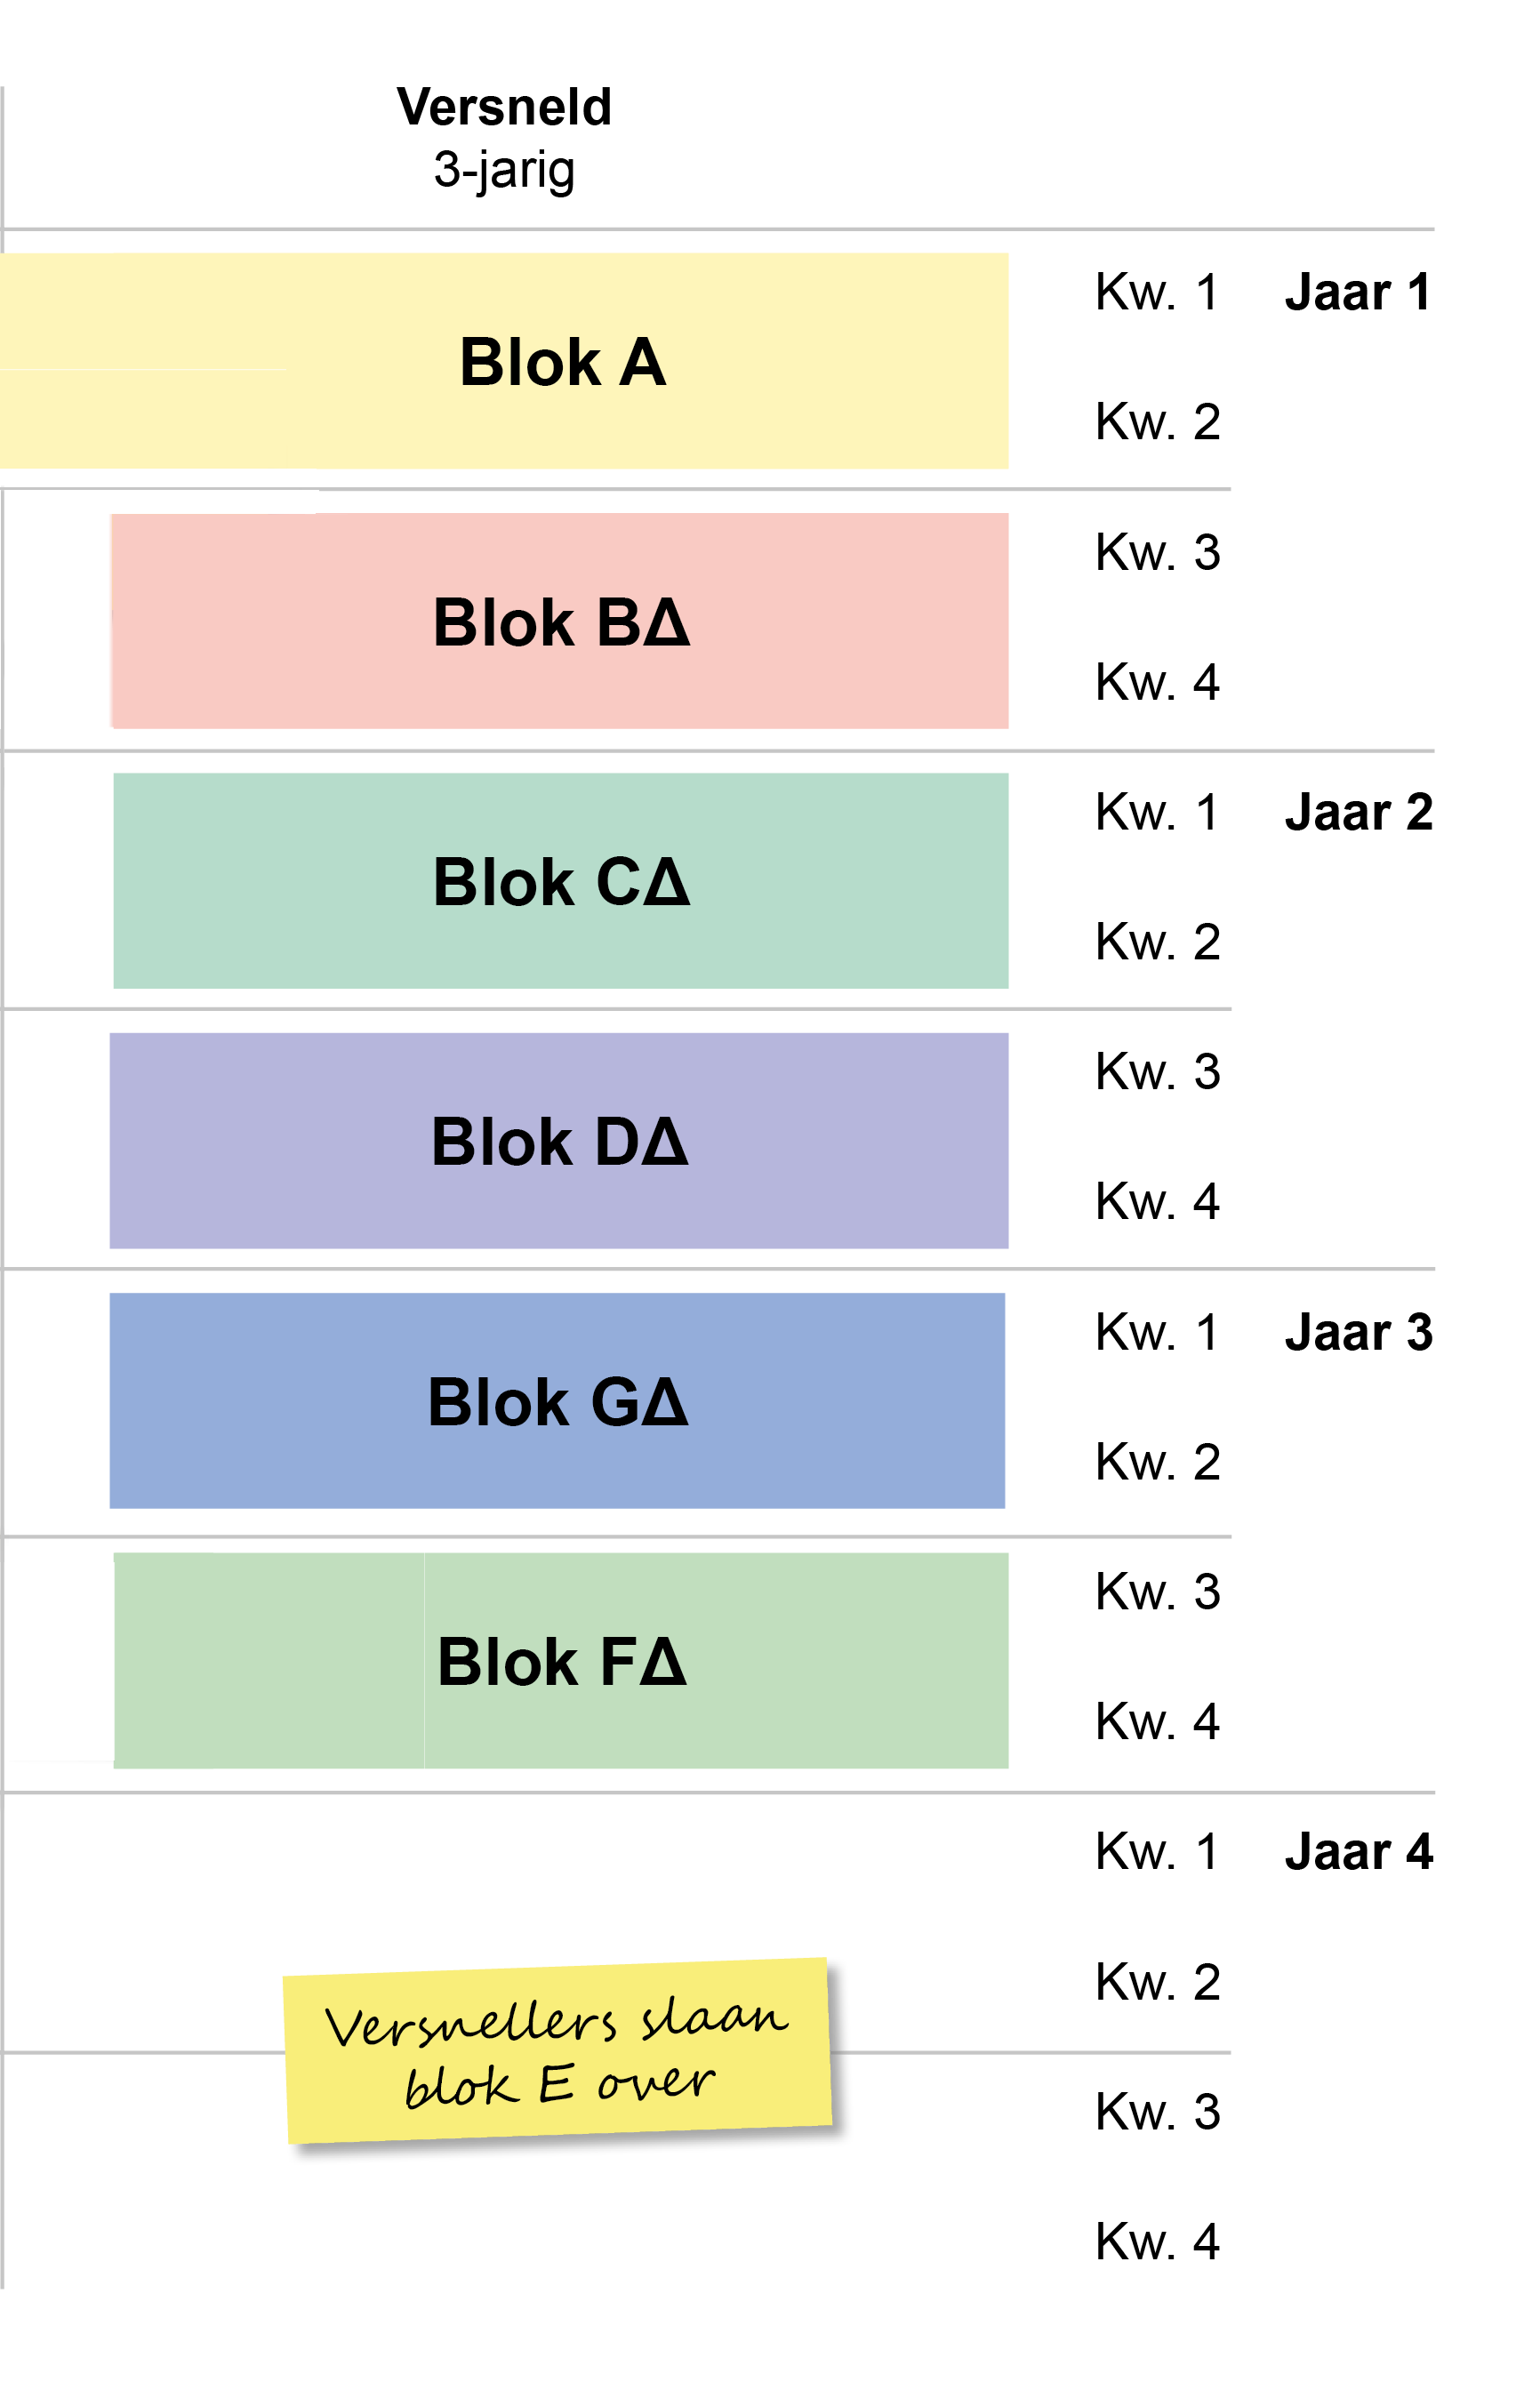 Versneld
3-jarig
Kw. 1 Jaar 1
Blok A
Kw. 2
Kw. 3
Blok BΔ
Kw. 4
Kw. 1 Jaar 2
Blok CΔ
Kw. 2
Kw. 3
Blok DΔ
Kw. 4
Kw. 1 Jaar 3
Blok GΔ
Kw. 2
Kw. 3
Blok FΔ
Kw. 4
Kw. 1 Jaar 4
Kw. 2
Versnellers slaan
blok E over
Kw. 3
Kw. 4